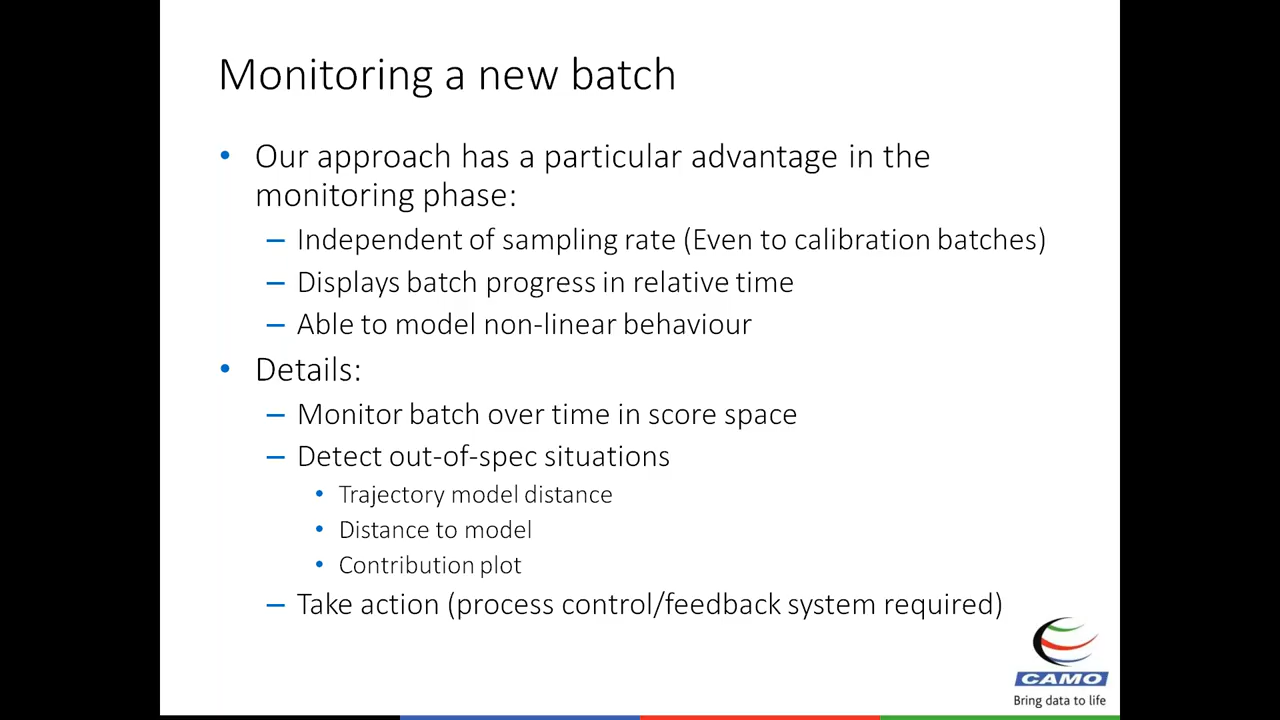 Monitoring a new batch
• Our approach has a particular advantage in the
monitoring phase:
– Independent of sampling rate (Even to calibration batches)
– Displays batch progress in relative time
– Able to model non-linear behaviour
• Details:
– Monitor batch over time in score space
– Detect out-of-spec situations
• Trajectory model distance
• Distance to model
• Contribution plot
– Take action (process control/feedback system required)
CAMO
Bring data to life